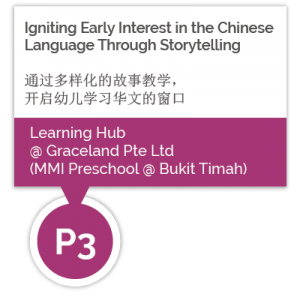 Igniting Early Interest in the Chinese
Language Through Storytelling
通过多样化的故事教学，
开启幼儿学习华文的窗口
Learning Hub
@ Graceland Pte Ltd
(MMI Preschool @ Bukit Timah)
P3